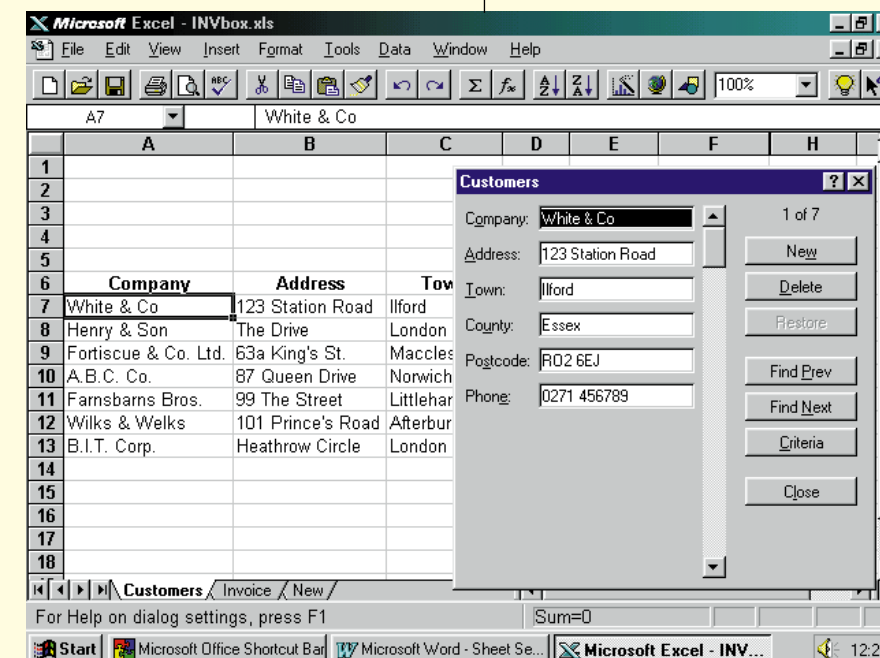 Microsoft Excel - INVbox.xls
File Edit View Insert Format Tools Data Window Help
ABC Σ fx A Z Z A 100%
A7 White & Co
A B C D E F H
1
2
3
4
5
6 Company Address Tow
7 White & Co 123 Station Road Ilford
8 Henry & Son The Drive London
9 Fortiscue & Co. Ltd. 63a King's St. Maccles
10 A.B.C. Co. 87 Queen Drive Norwich
11 Farnsbarns Bros. 99 The Street Littlehar
12 Wilks & Welks 101 Prince's Road Afterbur
13 B.I.T. Corp. Heathrow Circle London
14
15
16
17
18
Customers
Company: White & Co 1 of 7
Address: 123 Station Road New
Town: Ilford Delete
County: Essex Restore
Postcode: RO2 6EJ Find Prev
Phone: 0271 456789 Find Next
Criteria
Close
Customers Invoice New
For Help on dialog settings, press F1 Sum=0
Start Microsoft Office Shortcut Bar Microsoft Word - Sheet Se... Microsoft Excel - INV... 12:2